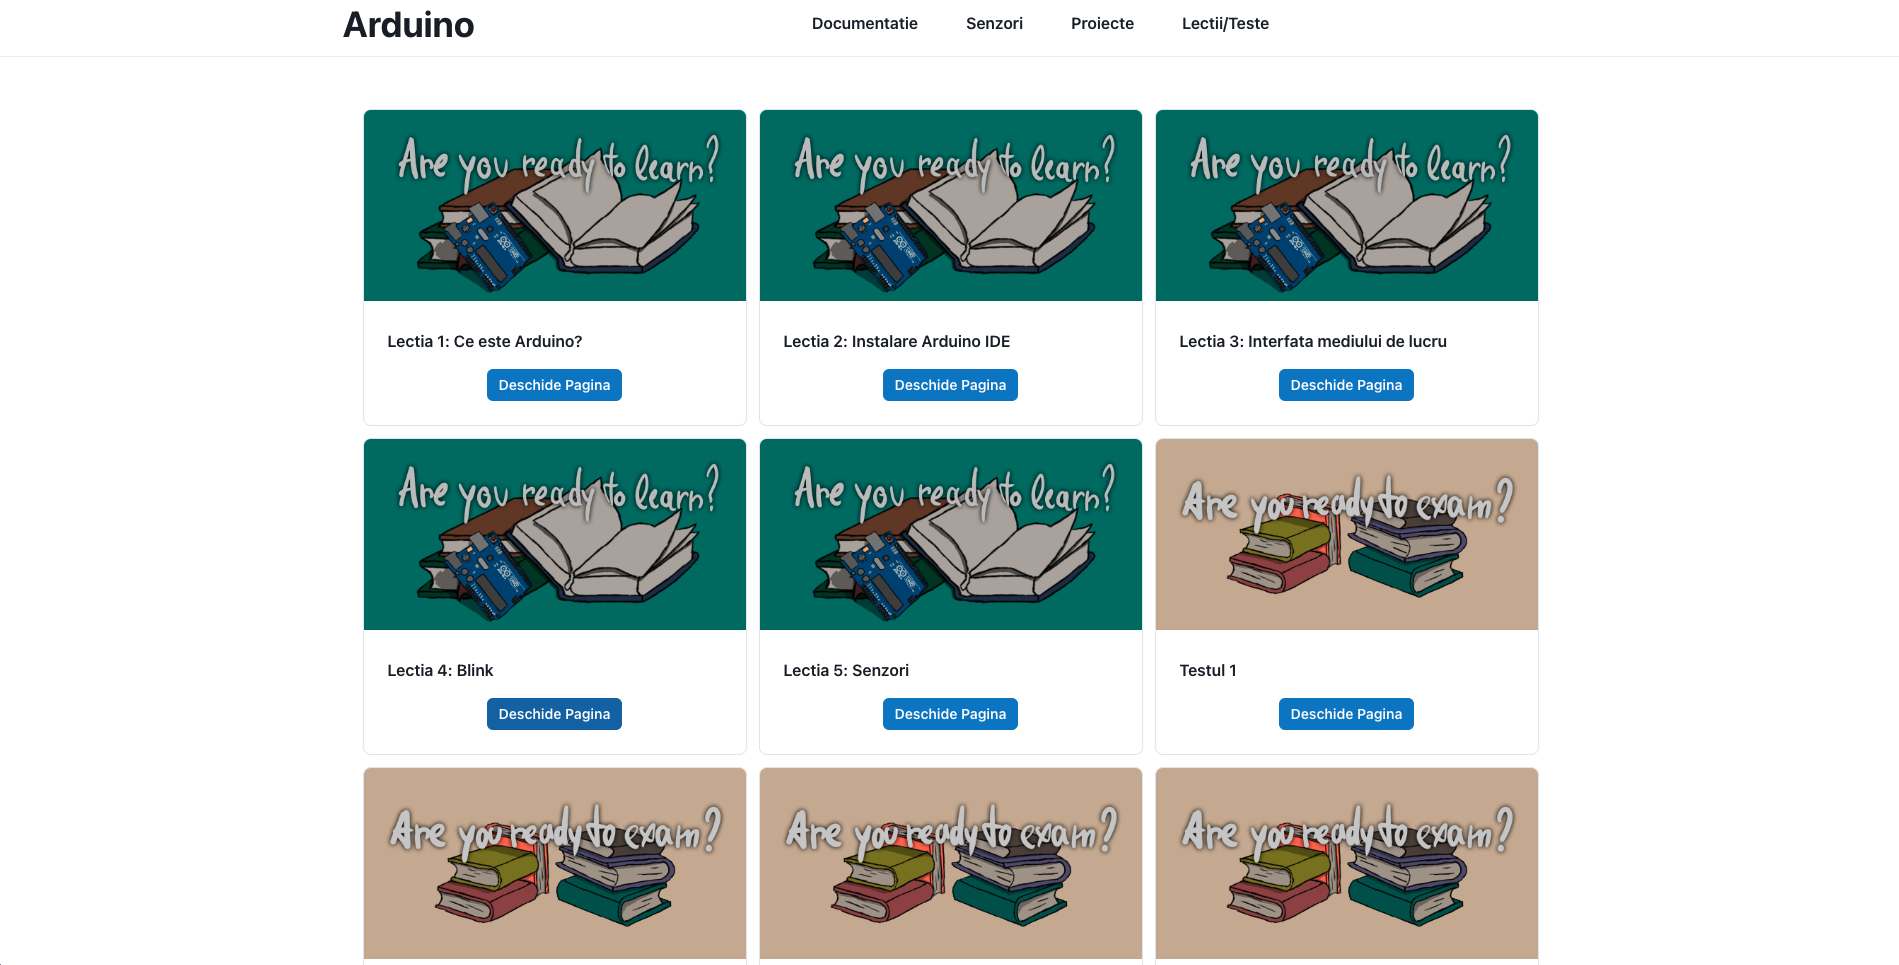 Arduino
Documentatie Senzori Proiecte Lectii/Teste
Are you ready to learn?
Are you ready to learn?
Are you ready to learn?
Lectia 1: Ce este Arduino?
Lectia 2: Instalare Arduino IDE
Lectia 3: Interfata mediului de lucru
Deschide Pagina
Deschide Pagina
Deschide Pagina
Are you ready to learn?
Are you ready to learn?
Are you ready to exam?
Lectia 4: Blink
Lectia 5: Senzori
Testul 1
Deschide Pagina
Deschide Pagina
Deschide Pagina
Are you ready to exam?
Are you ready to exam?
Are you ready to exam?